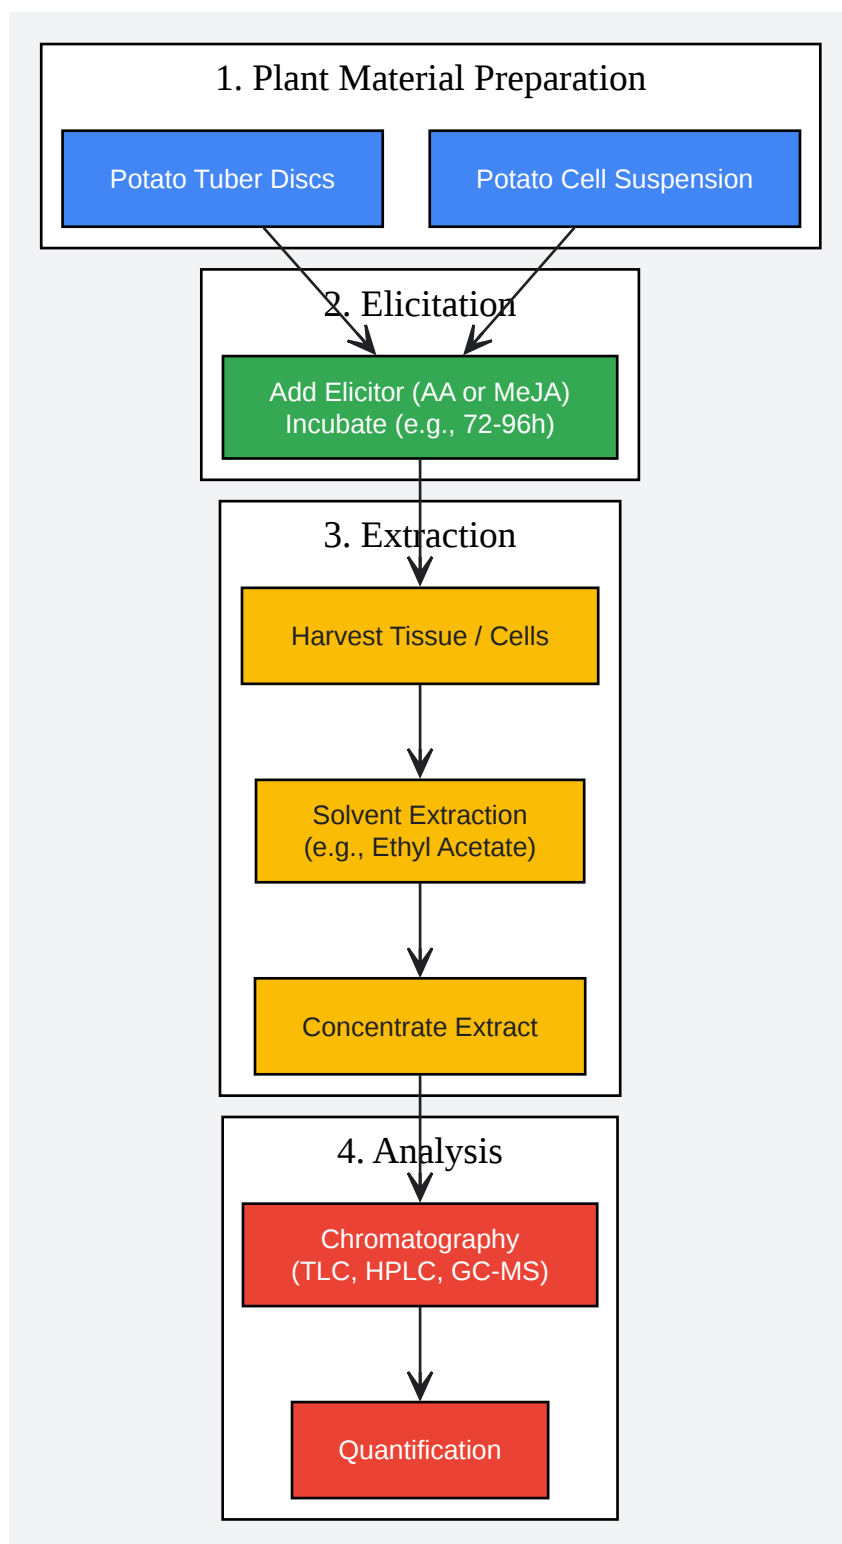 1. Plant Material Preparation
Potato Tuber Discs
Potato Cell Suspension
2. Elicitation
Add Elicitor (AA or MeJA)
Incubate (e.g., 72-96h)
3. Extraction
Harvest Tissue / Cells
Solvent Extraction
(e.g., Ethyl Acetate)
Concentrate Extract
4. Analysis
Chromatography
(TLC, HPLC, GC-MS)
Quantification